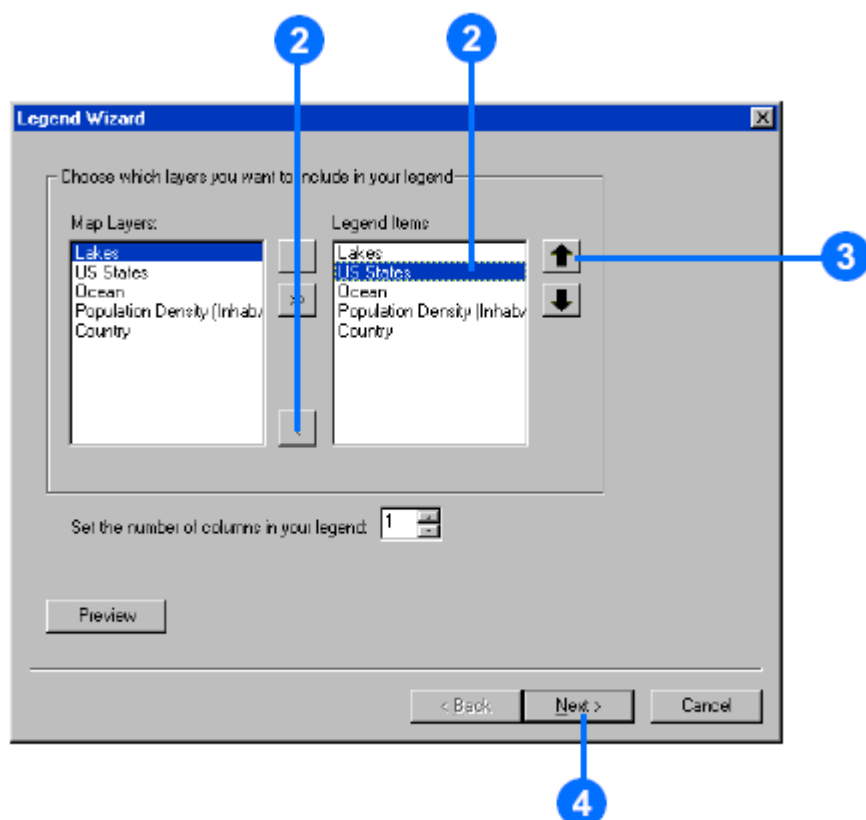 2 2
Legend Wizard
Choose which layers you want to include in your legend
Map Layers: Legend Items
Lakes Lakes
US States US States
Ocean Ocean
Population Density (Inhab/ Population Density (Inhab/
Country Country
>>
<
3
Set the number of columns in your legend: 1
Preview
< Back Next > Cancel
4